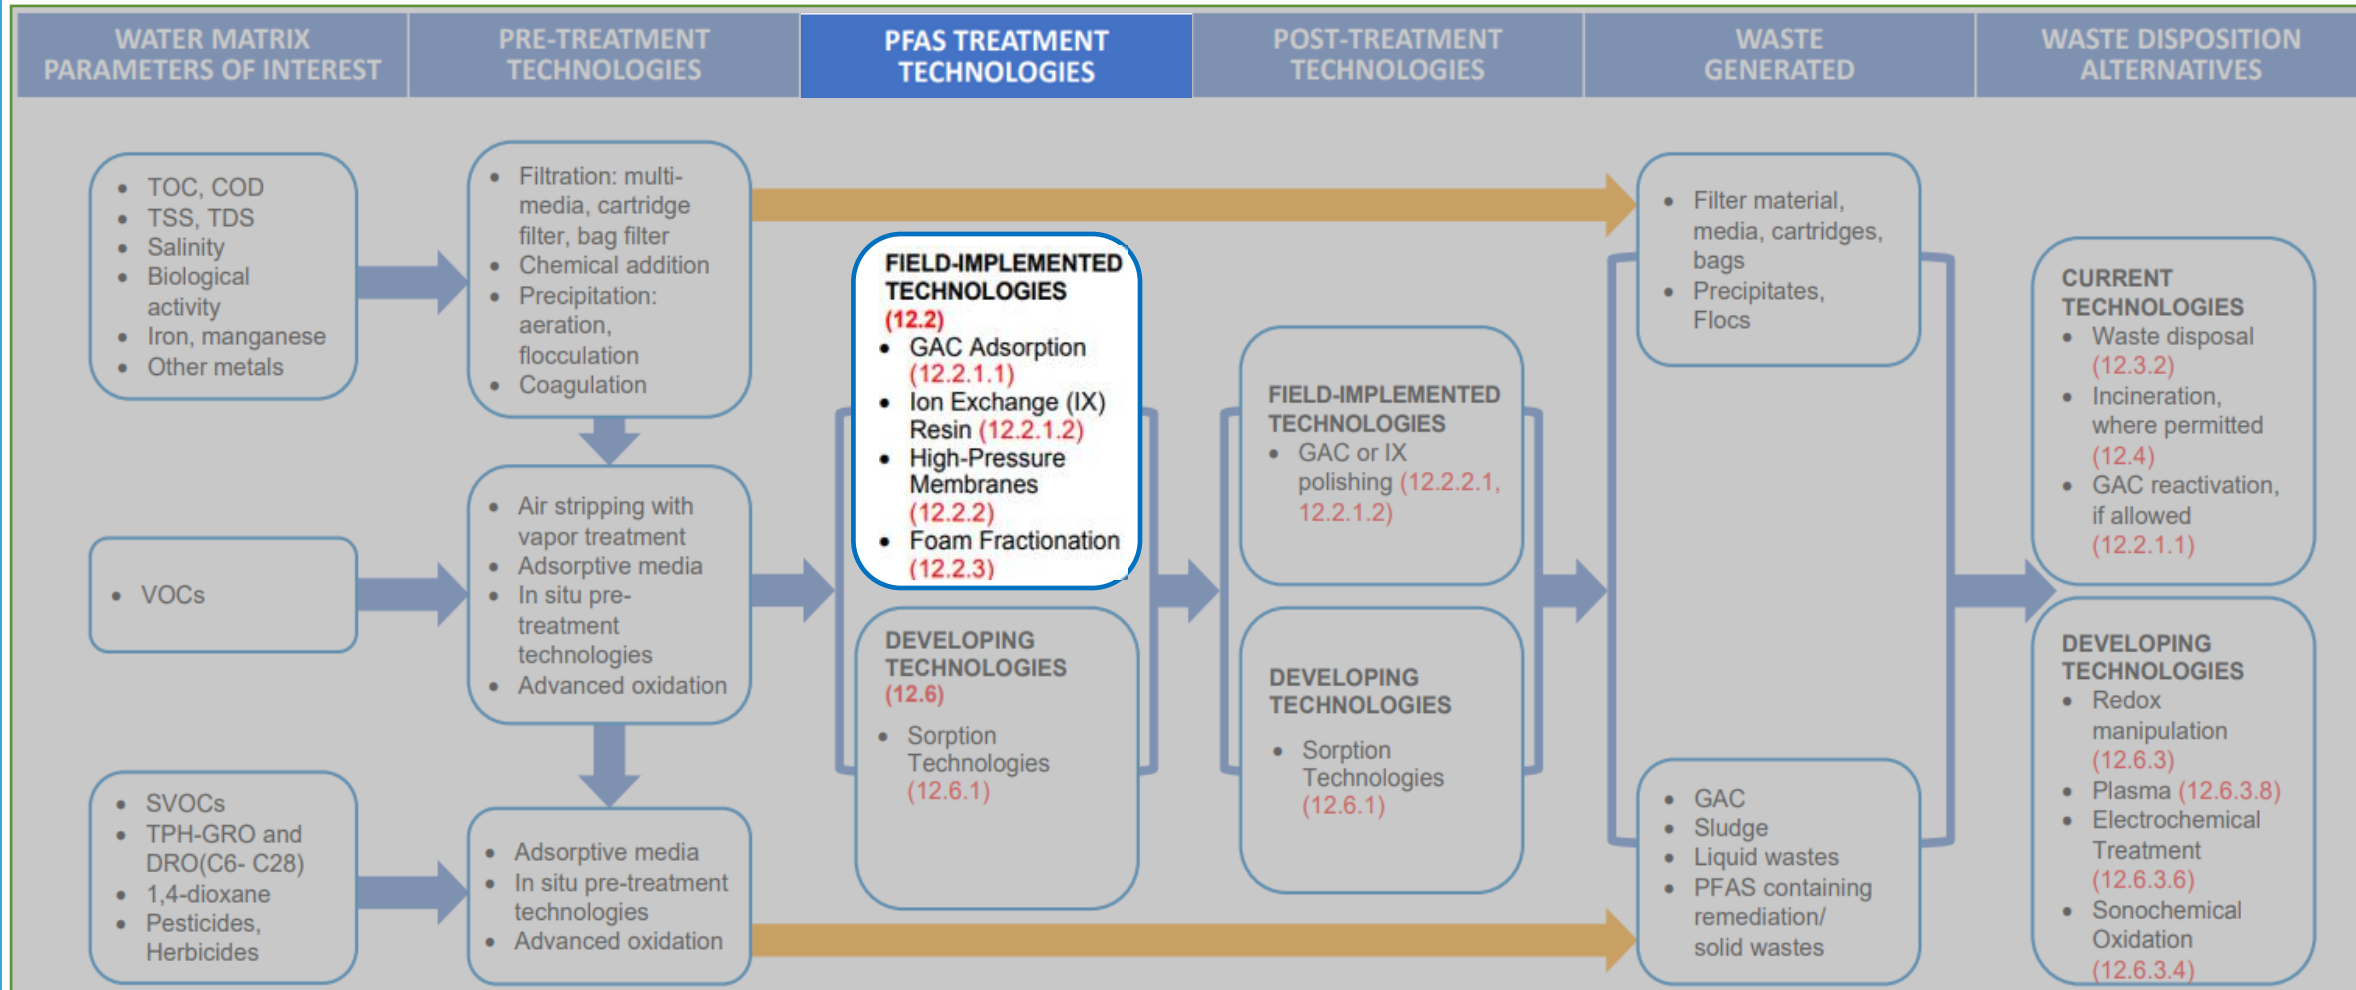 WATER MATRIX
PARAMETERS OF INTEREST
PRE-TREATMENT
TECHNOLOGIES
PFAS TREATMENT
TECHNOLOGIES
POST-TREATMENT
TECHNOLOGIES
WASTE
GENERATED
WASTE DISPOSITION
ALTERNATIVES
• TOC, COD
• TSS, TDS
• Salinity
• Biological
activity
• Iron, manganese
• Other metals
• VOCs
• SVOCs
• TPH-GRO and
DRO(C6- C28)
• 1,4-dioxane
• Pesticides,
Herbicides
• Filtration: multi-
media, cartridge
filter, bag filter
• Chemical addition
• Precipitation:
aeration,
flocculation
• Coagulation
• Air stripping with
vapor treatment
• Adsorptive media
• In situ pre-
treatment
technologies
• Advanced oxidation
• Adsorptive media
• In situ pre-treatment
technologies
• Advanced oxidation
FIELD-IMPLEMENTED
TECHNOLOGIES
(12.2)
• GAC Adsorption
(12.2.1.1)
• Ion Exchange (IX)
Resin (12.2.1.2)
• High-Pressure
Membranes
(12.2.2)
• Foam Fractionation
(12.2.3)
DEVELOPING
TECHNOLOGIES
(12.6)
• Sorption
Technologies
(12.6.1)
FIELD-IMPLEMENTED
TECHNOLOGIES
• GAC or IX
polishing (12.2.2.1,
12.2.1.2)
DEVELOPING
TECHNOLOGIES
• Sorption
Technologies
(12.6.1)
• Filter material,
media, cartridges,
bags
• Precipitates,
Flocs
• GAC
• Sludge
• Liquid wastes
• PFAS containing
remediation/
solid wastes
CURRENT
TECHNOLOGIES
• Waste disposal
(12.3.2)
• Incineration,
where permitted
(12.4)
• GAC reactivation,
if allowed
(12.2.1.1)
DEVELOPING
TECHNOLOGIES
• Redox
manipulation
(12.6.3)
• Plasma (12.6.3.8)
• Electrochemical
Treatment
(12.6.3.6)
• Sonochemical
Oxidation
(12.6.3.4)